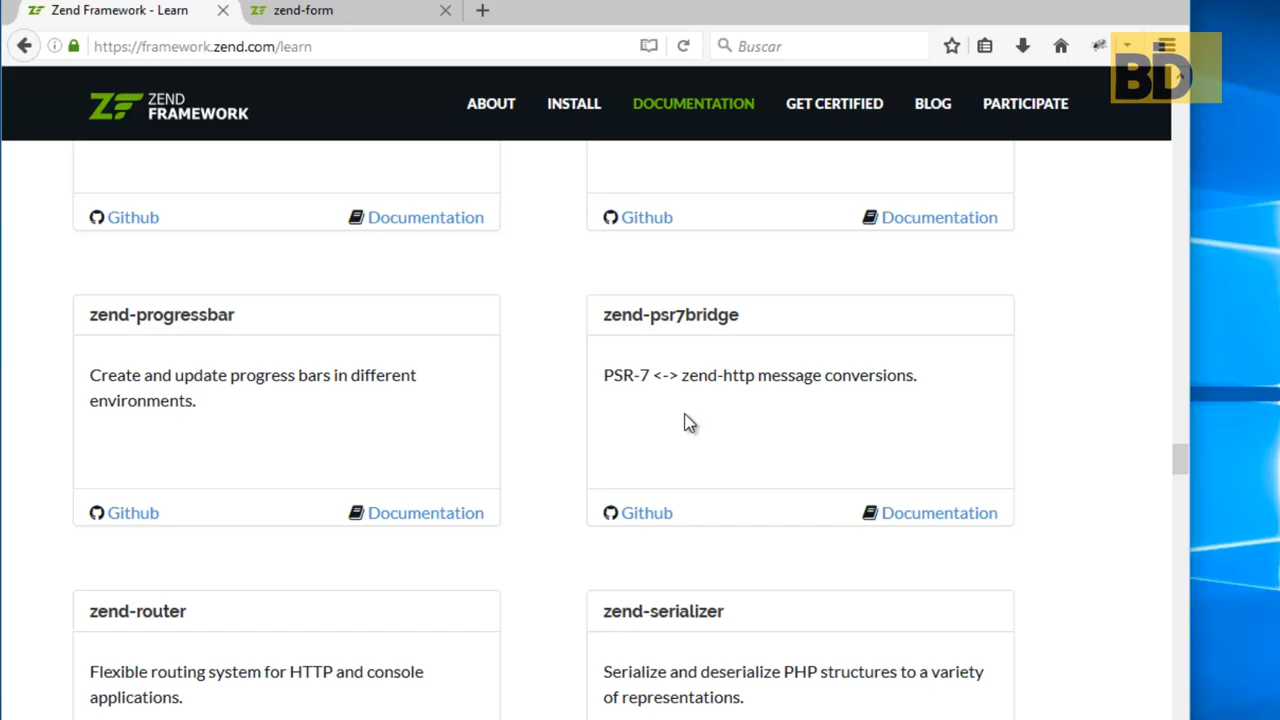 Zend Framework - Learn
zend-form
https://framework.zend.com/learn
Buscar
BD
ZEND
FRAMEWORK
ABOUT
INSTALL
DOCUMENTATION
GET CERTIFIED
BLOG
PARTICIPATE
Github
Documentation
Github
Documentation
zend-progressbar
Create and update progress bars in different
environments.
Github
Documentation
zend-psr7bridge
PSR-7 <-> zend-http message conversions.
Github
Documentation
zend-router
Flexible routing system for HTTP and console
applications.
zend-serializer
Serialize and deserialize PHP structures to a variety
of representations.